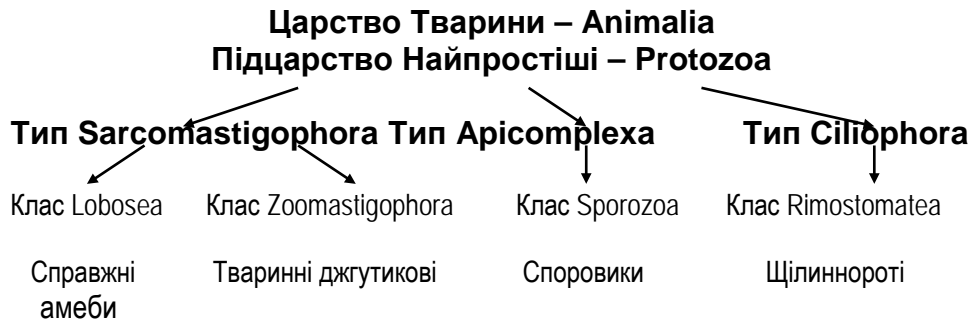 Царство Тварини – Animalia
Підцарство Найпростіші – Protozoa
Тип Sarcomastigophora Тип Apicomplexa Тип Ciliophora
Клас Lobosea Клас Zoomastigophora Клас Sporozoa Клас Rimostomatea
Справжні Тваринні джгутикові Споровики Щілиннороті
амеби